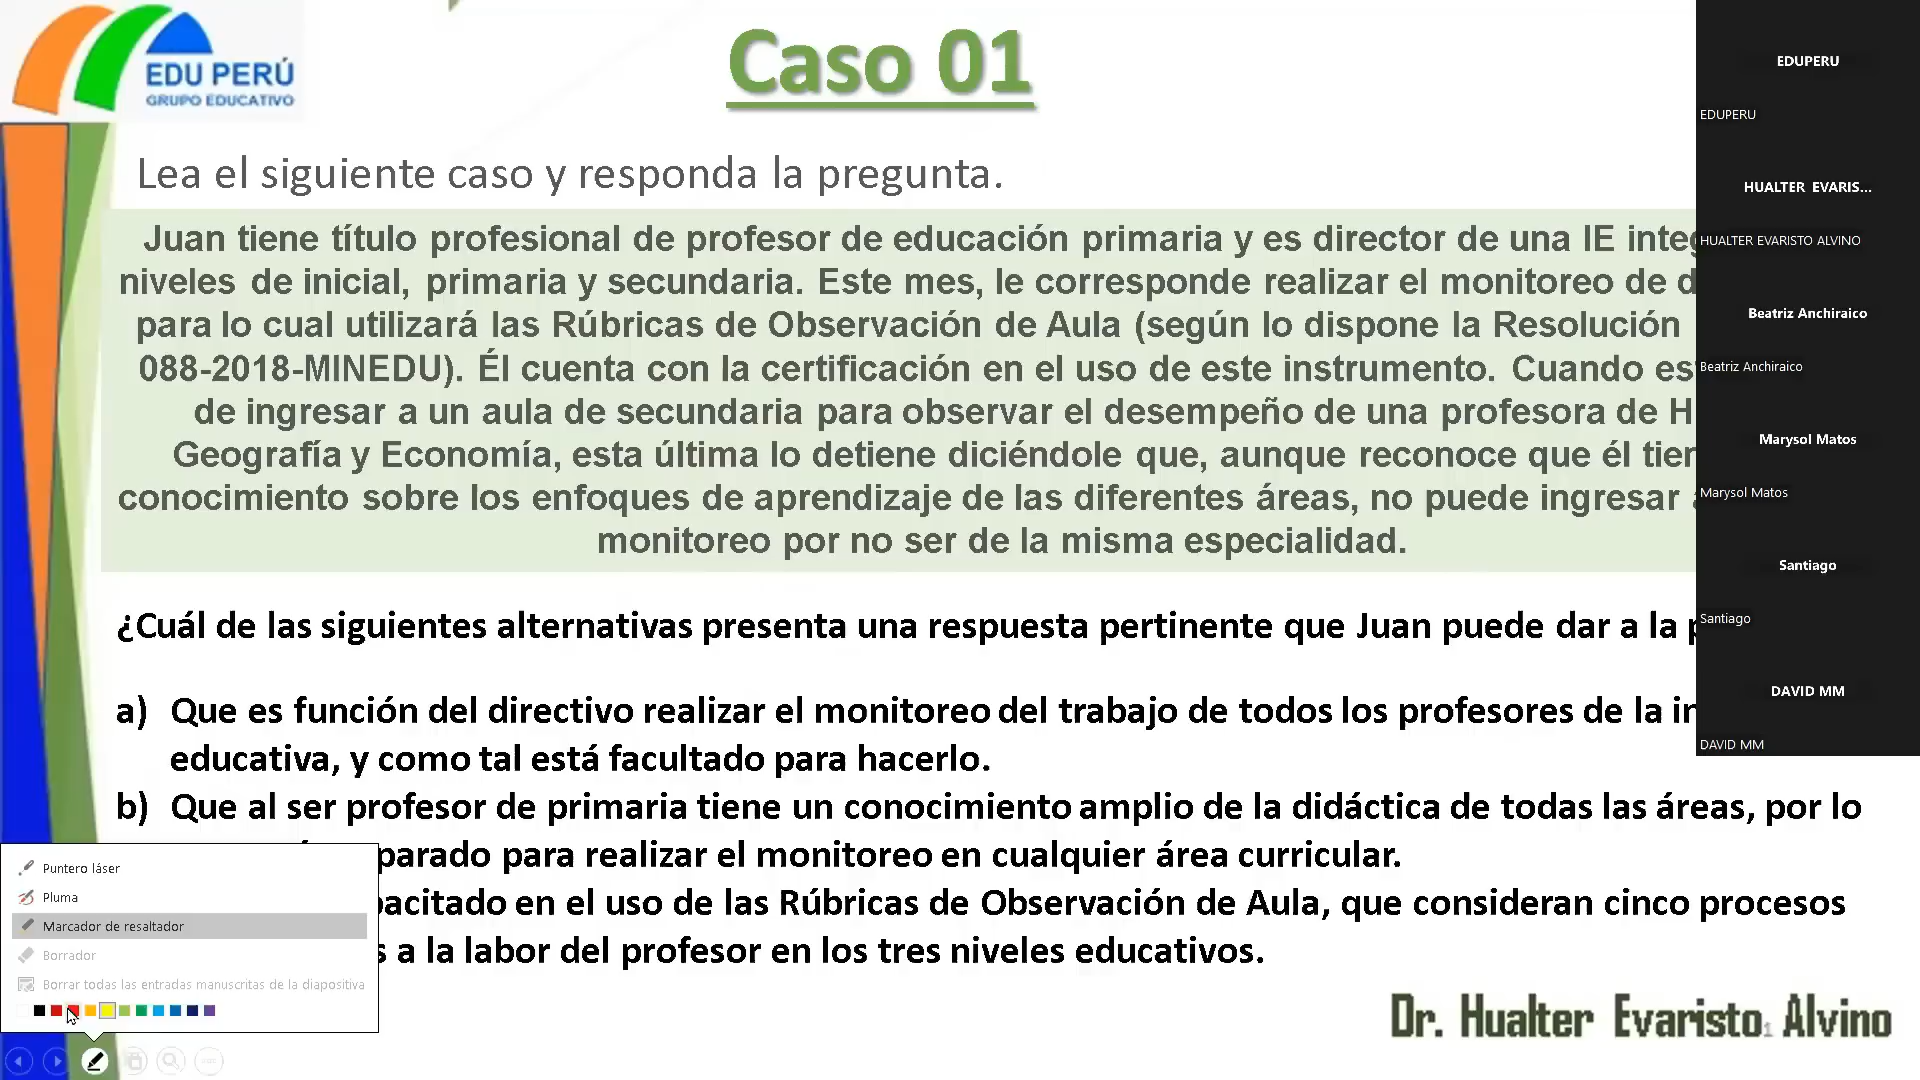 EDU PERÚ
GRUPO EDUCATIVO
Caso 01
Lea el siguiente caso y responda la pregunta.
Juan tiene título profesional de profesor de educación primaria y es director de una IE
niveles de inicial, primaria y secundaria. Este mes, le corresponde realizar el monitoreo de
para lo cual utilizará las Rúbricas de Observación de Aula (según lo dispone la Resolución
088-2018-MINEDU). Él cuenta con la certificación en el uso de este instrumento. Cuando
de ingresar a un aula de secundaria para observar el desempeño de una profesora de
Geografía y Economía, esta última lo detiene diciéndole que, aunque reconoce que él
conocimiento sobre los enfoques de aprendizaje de las diferentes áreas, no puede ingresar
monitoreo por no ser de la misma especialidad.
¿Cuál de las siguientes alternativas presenta una respuesta pertinente que Juan puede dar a la
a) Que es función del directivo realizar el monitoreo del trabajo de todos los profesores de la
educativa, y como tal está facultado para hacerlo.
b) Que al ser profesor de primaria tiene un conocimiento amplio de la didáctica de todas las áreas, por lo
parado para realizar el monitoreo en cualquier área curricular.
pacitado en el uso de las Rúbricas de Observación de Aula, que consideran cinco procesos
s a la labor del profesor en los tres niveles educativos.
Dr. Hualter Evaristo Alvino
Puntero láser
Pluma
Marcador de resaltador
Borrador
Borrar todas las entradas manuscritas de la diapositiva
EDUPERU
EDUPERU
HUALTER EVARIS...
HUALTER EVARISTO ALVINO
Beatriz Anchiraico
Beatriz Anchiraico
Marysol Matos
Marysol Matos
Santiago
Santiago
DAVID MM
DAVID MM